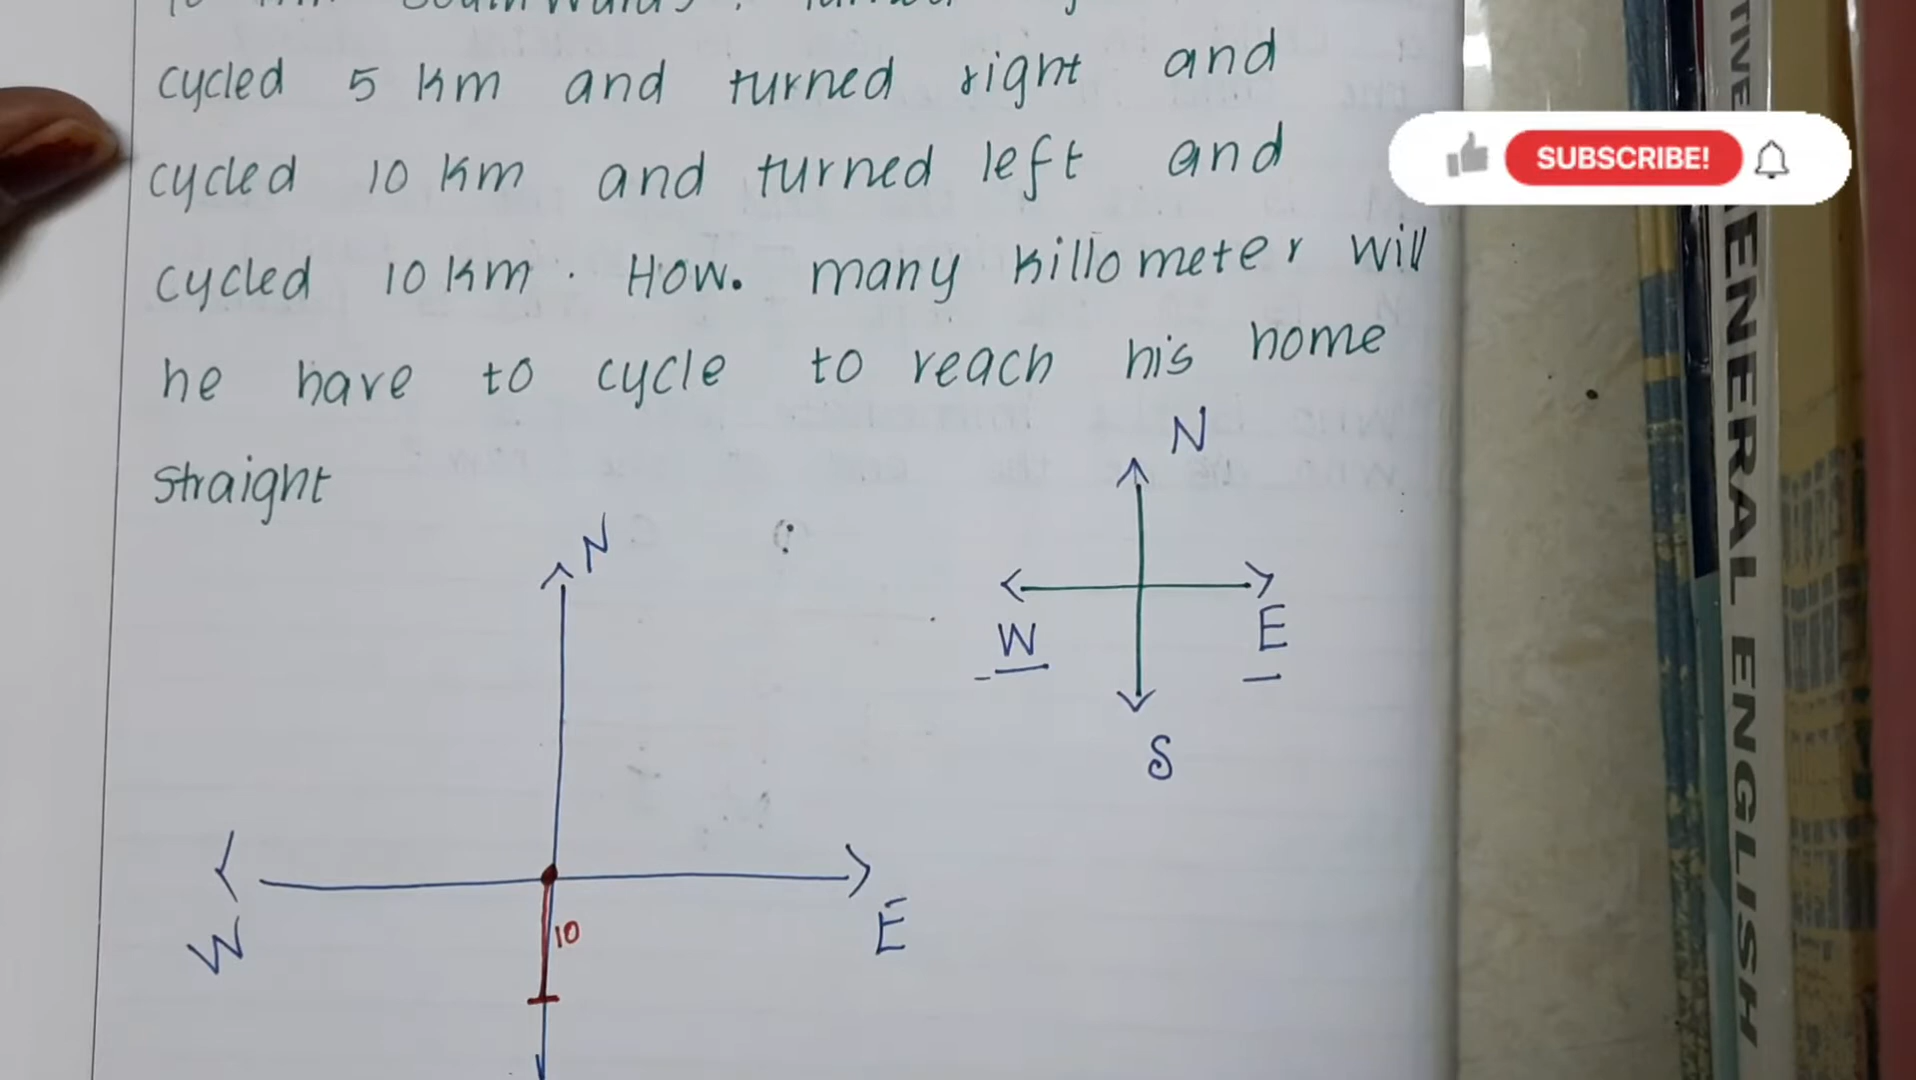 cycled 5 km and turned right and
cycled 10 km and turned left and
cycled 10 km. How. many killometer will
he have to cycle to reach his home
straight
SUBSCRIBE!
N
W
E
S
N
W
E
10
ENERAL ENGLISH